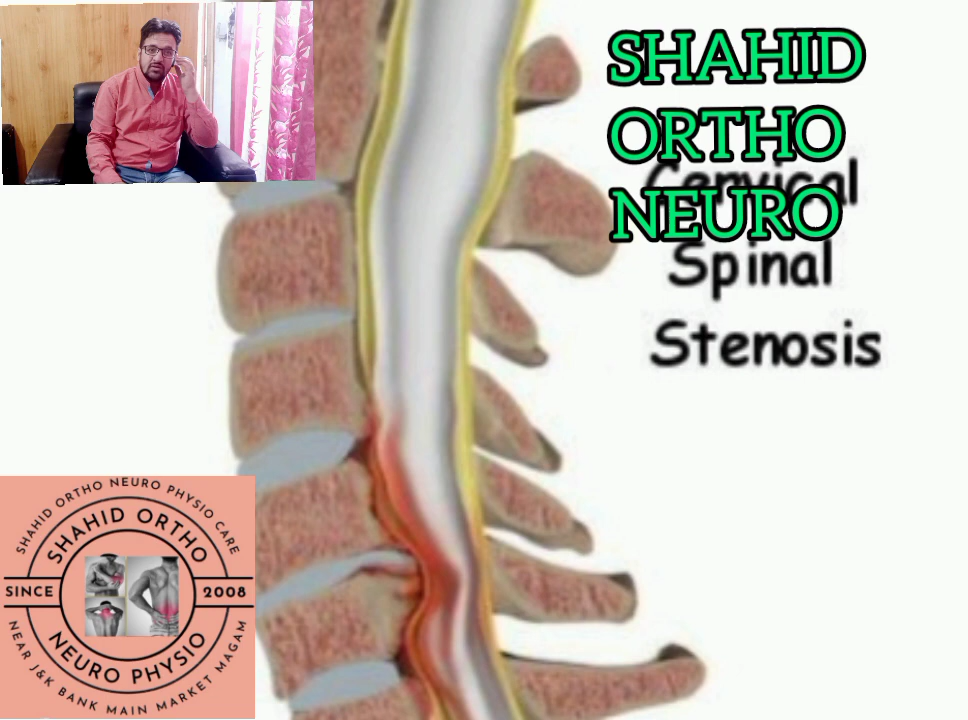 SHAHID
ORTHO
Cervical
NEURO
Spinal
Stenosis
SHAHID ORTHO NEURO PHYSIO CARE
SHAHID ORTHO
SINCE 2008
NEURO PHYSIO
NEAR J&K BANK MAIN MARKET MAGAM